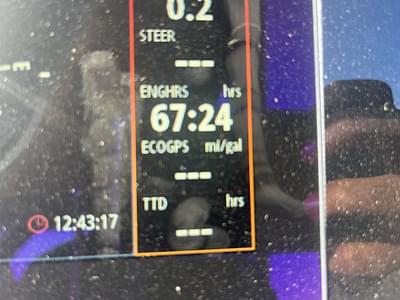 0.2
STEER
---
ENGHRS hrs
67:24
ECOGPS mi/gal
---
TTD hrs
---
12:43:17